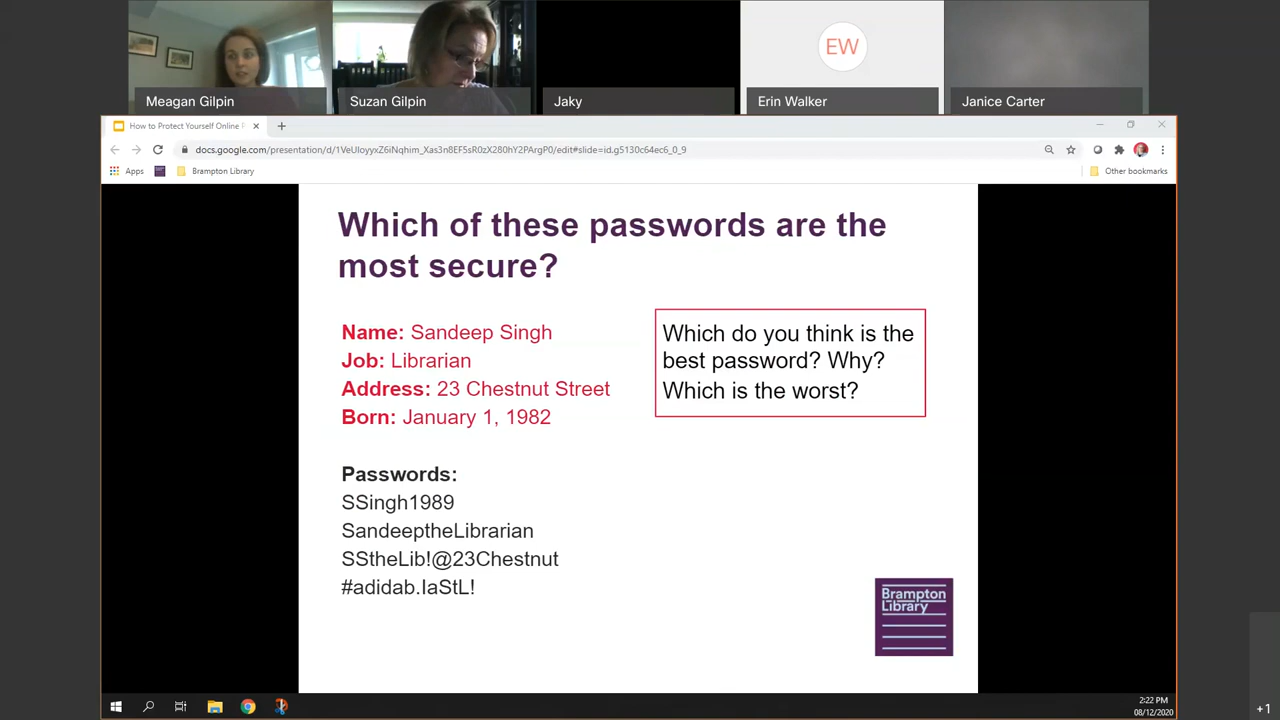 EW
Meagan Gilpin
Suzan Gilpin
Jaky
Erin Walker
Janice Carter
How to Protect Yourself Online
docs.google.com/presentation/d/1VeUloyyxZ6iNqhim_Xas3n8EF5sR0zX280hY2PArgP0/edit#slide=id.g5130c64ec6_0_9
Apps
Brampton Library
Other bookmarks
Which of these passwords are the
most secure?
Name: Sandeep Singh
Job: Librarian
Address: 23 Chestnut Street
Born: January 1, 1982
Which do you think is the
best password? Why?
Which is the worst?
Passwords:
SSingh1989
SandeeptheLibrarian
SStheLib!@23Chestnut
#adidab.IaStL!
Brampton
Library
2:22 PM
08/12/2020
+1